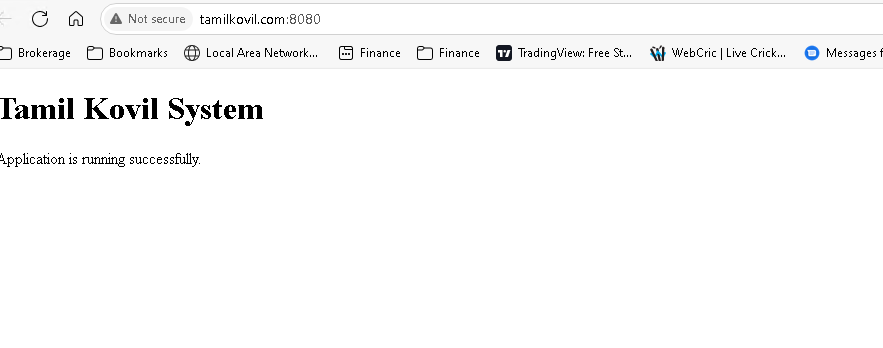 Not secure tamilkovil.com:8080
Brokerage Bookmarks Local Area Network... Finance Finance TradingView: Free St... WebCric | Live Crick... Messages f
Tamil Kovil System
Application is running successfully.